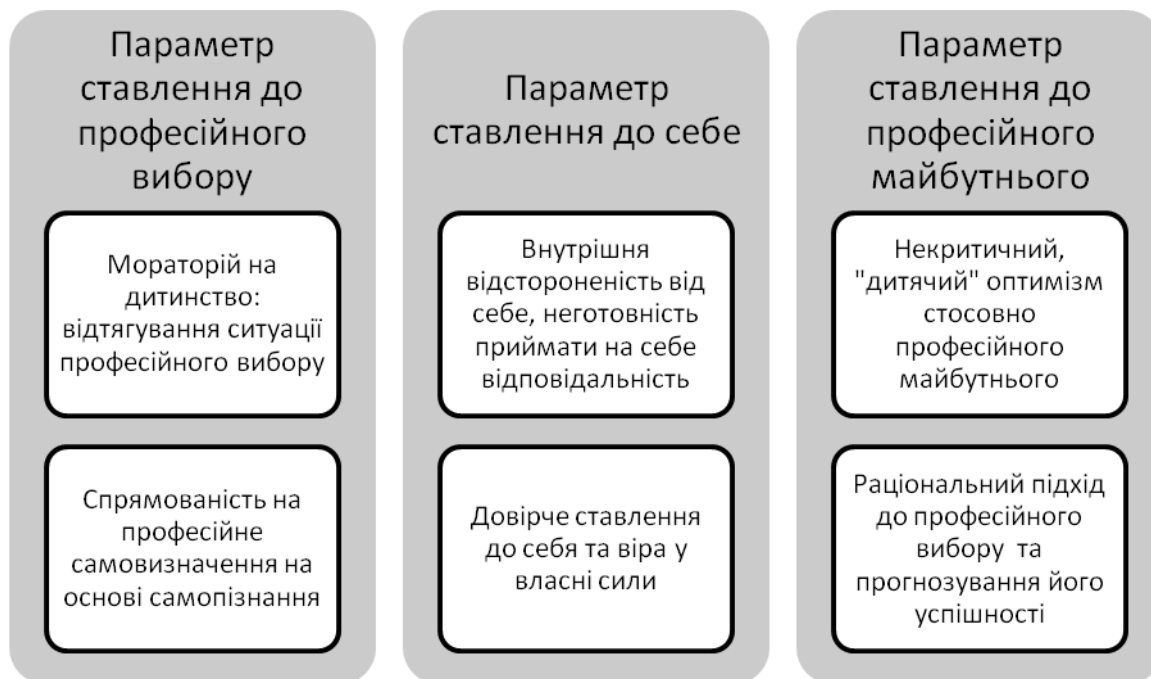 Параметр
ставлення до
професійного
вибору
Мораторій на
дитинство:
відтягування ситуації
професійного вибору
Спрямованість на
професійне
самовизначення на
основі самопізнання
Параметр
ставлення до себе
Внутрішня
відстороненість від
себе, неготовність
приймати на себе
відповідальність
Довірче ставлення
до себя та віра у
власні сили
Параметр
ставлення до
професійного
майбутнього
Некритичний,
"дитячий" оптимізм
стосовно
професійного
майбутнього
Раціональний підхід
до професійного
вибору та
прогнозування його
успішності